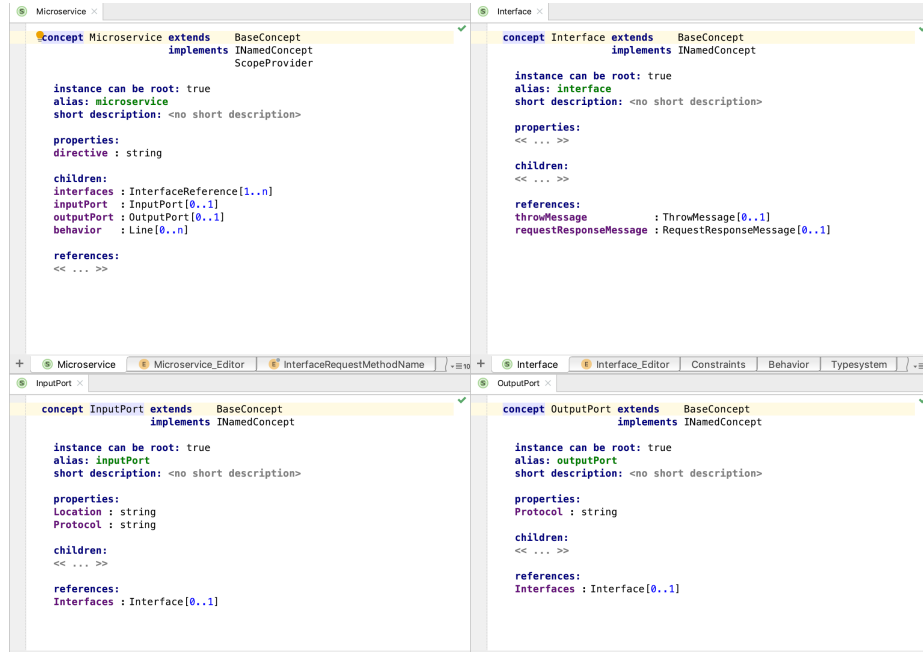 Microservice
concept Microservice extends BaseConcept
implements INamedConcept
ScopeProvider
instance can be root: true
alias: microservice
short description: <no short description>
properties:
directive : string
children:
interfaces : InterfaceReference[1..n]
inputPort : InputPort[0..1]
outputPort : OutputPort[0..1]
behavior : Line[0..n]
references:
<< ... >>
+ S Microservice E Microservice_Editor E InterfaceRequestMethodName 10
Interface
concept Interface extends BaseConcept
implements INamedConcept
instance can be root: true
alias: interface
short description: <no short description>
properties:
<< ... >>
children:
<< ... >>
references:
throwMessage : ThrowMessage[0..1]
requestResponseMessage : RequestResponseMessage[0..1]
+ S Interface E Interface_Editor Constraints Behavior Typesystem
InputPort
concept InputPort extends BaseConcept
implements INamedConcept
instance can be root: true
alias: inputPort
short description: <no short description>
properties:
Location : string
Protocol : string
children:
<< ... >>
references:
Interfaces : Interface[0..1]
OutputPort
concept OutputPort extends BaseConcept
implements INamedConcept
instance can be root: true
alias: outputPort
short description: <no short description>
properties:
Protocol : string
children:
<< ... >>
references:
Interfaces : Interface[0..1]